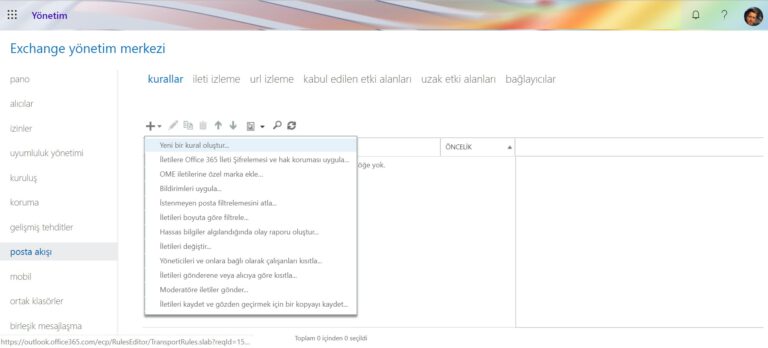 Yönetim
?
Exchange yönetim merkezi
pano
alıcılar
izinler
uyumluluk yönetimi
kuruluş
koruma
gelişmiş tehditler
posta akışı
mobil
ortak klasörler
birleşik mesajlaşma
kurallar ileti izleme url izleme kabul edilen etki alanları uzak etki alanları bağlayıcılar
ÖNCELİK
öğe yok.
Yeni bir kural oluştur...
İletilere Office 365 İleti Şifrelemesi ve hak koruması uygula...
OME iletilerine özel marka ekle...
Bildirimleri uygula...
İstenmeyen posta filtrelemesini atla...
İletileri boyuta göre filtrele...
Hassas bilgiler algılandığında olay raporu oluştur...
İletileri değiştir...
Yöneticileri ve onlara bağlı olarak çalışanları kısıtla...
İletileri gönderene veya alıcıya göre kısıtla...
Moderatöre iletiler gönder...
İletileri kaydet ve gözden geçirmek için bir kopyayı kaydet...
Toplam 0 içinden 0 seçildi
https://outlook.office365.com/ecp/RulesEditor/TransportRules.slab?reqId=15...